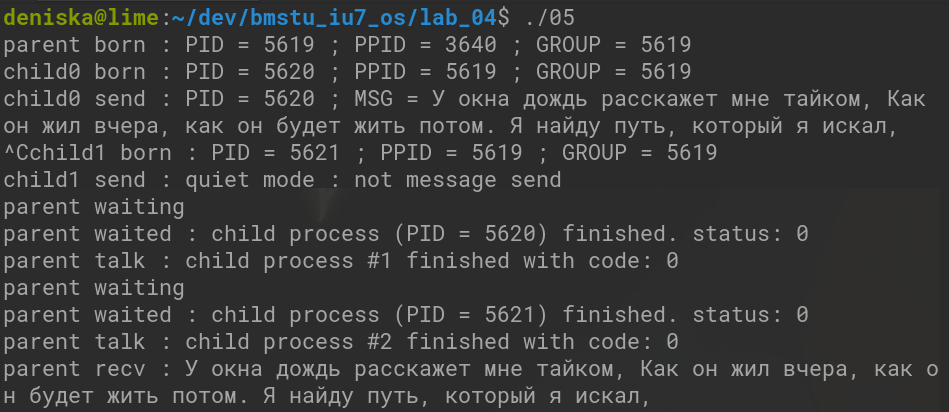 deniska@lime:~/dev/bmstu_iu7_os/lab_04$ ./05
parent born : PID = 5619 ; PPID = 3640 ; GROUP = 5619
child0 born : PID = 5620 ; PPID = 5619 ; GROUP = 5619
child0 send : PID = 5620 ; MSG = У окна дождь расскажет мне тайком, Как
он жил вчера, как он будет жить потом. Я найду путь, который я искал,
^Cchild1 born : PID = 5621 ; PPID = 5619 ; GROUP = 5619
child1 send : quiet mode : not message send
parent waiting
parent waited : child process (PID = 5620) finished. status: 0
parent talk : child process #1 finished with code: 0
parent waiting
parent waited : child process (PID = 5621) finished. status: 0
parent talk : child process #2 finished with code: 0
parent recv : У окна дождь расскажет мне тайком, Как он жил вчера, как о
н будет жить потом. Я найду путь, который я искал,